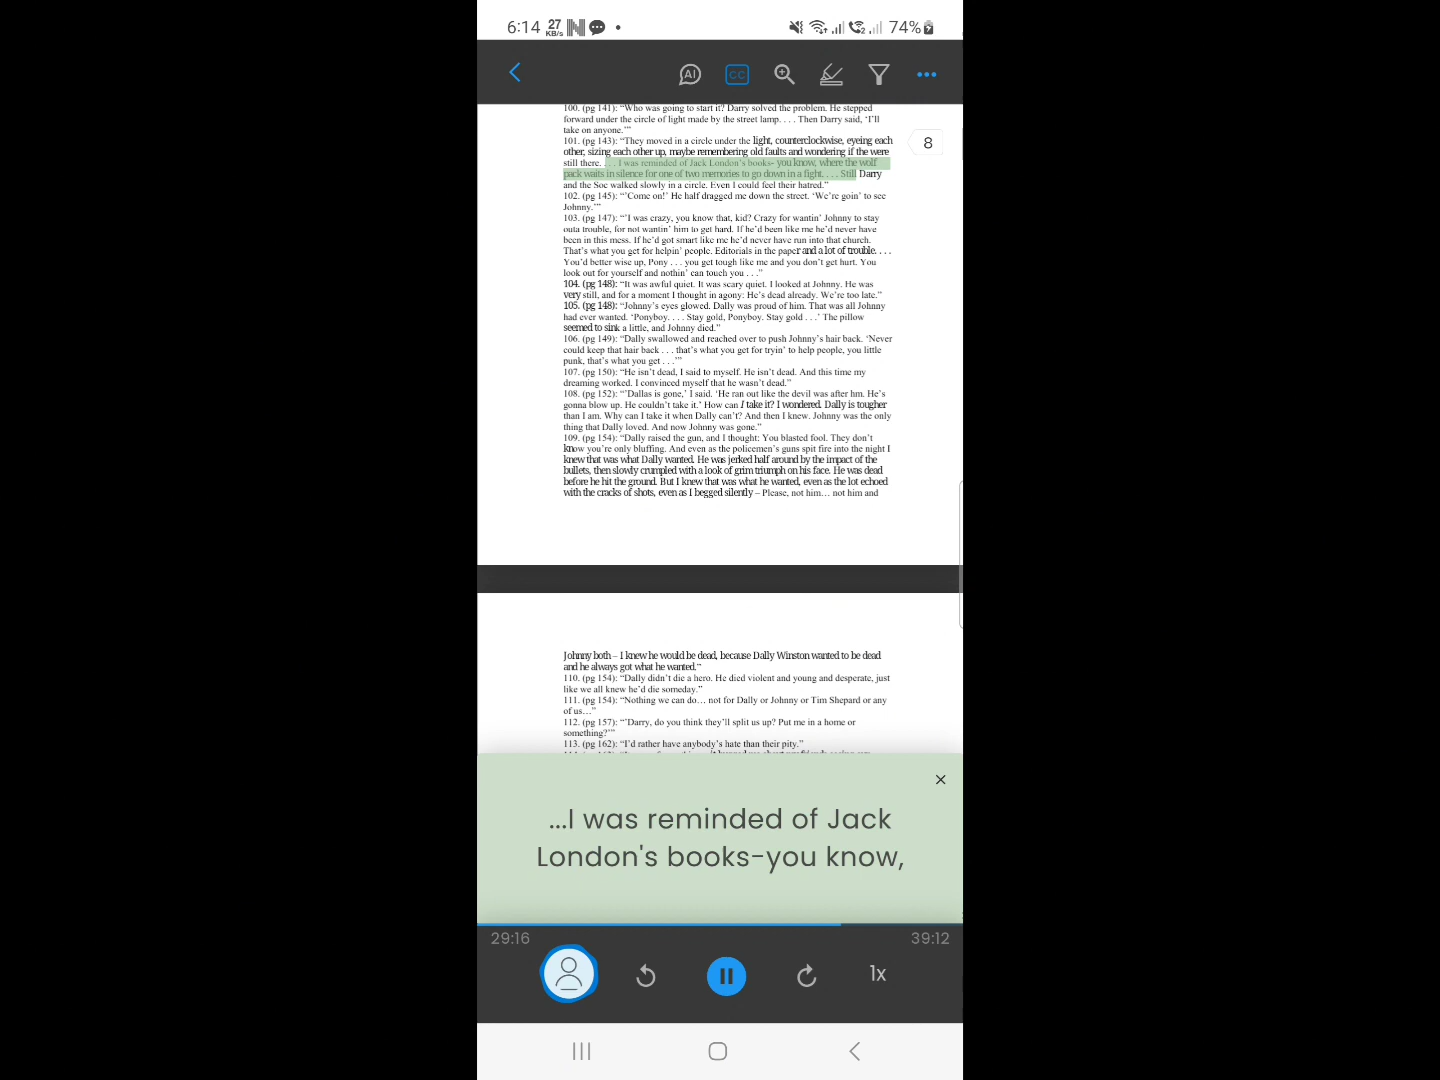 6:14 27 KB/s 74%
AI CC
100. (pg 141): “Who was going to start it? Darry solved the problem. He stepped
forward under the circle of light made by the street lamp. . . . Then Darry said, ‘I’ll
take on anyone.’”
101. (pg 143): “They moved in a circle under the light, counterclockwise, eyeing each
8
other, sizing each other up, maybe remembering old faults and wondering if the were
still there. . . . I was reminded of Jack London’s books- you know, where the wolf
pack waits in silence for one of two memories to go down in a fight. . . . Still Darry
and the Soc walked slowly in a circle. Even I could feel their hatred.”
102. (pg 145): “’Come on!’ He half dragged me down the street. ‘We’re goin’ to see
Johnny.’”
103. (pg 147): “’I was crazy, you know that, kid? Crazy for wantin’ Johnny to stay
outa trouble, for not wantin’ him to get hard. If he’d been like me he’d never have
been in this mess. If he’d got smart like me he’d never have run into that church.
That’s what you get for helpin’ people. Editorials in the paper and a lot of trouble. . . .
You’d better wise up, Pony . . . you get tough like me and you don’t get hurt. You
look out for yourself and nothin’ can touch you . . .”
104. (pg 148): “It was awful quiet. It was scary quiet. I looked at Johnny. He was
very still, and for a moment I thought in agony: He’s dead already. We’re too late.”
105. (pg 148): “Johnny’s eyes glowed. Dally was proud of him. That was all Johnny
had ever wanted. ‘Ponyboy. . . . Stay gold, Ponyboy. Stay gold . . .’ The pillow
seemed to sink a little, and Johnny died.”
106. (pg 149): “Dally swallowed and reached over to push Johnny’s hair back. ‘Never
could keep that hair back . . . that’s what you get for tryin’ to help people, you little
punk, that’s what you get . . .’”
107. (pg 150): “He isn’t dead, I said to myself. He isn’t dead. And this time my
dreaming worked. I convinced myself that he wasn’t dead.”
108. (pg 152): “’Dallas is gone,’ I said. ‘He ran out like the devil was after hm. He’s
gonna blow up. He couldn’t take it.’ How can I take it? I wondered. Dally is tougher
than I am. Why can I take it when Dally can’t? And then I knew. Johnny was the only
thing that Dally loved. And now Johnny was gone.”
109. (pg 154): “Dally raised the gun, and I thought: You blasted fool. They don’t
know you’re only bluffing. And even as the policemen’s guns spit fire into the night I
knew that was what Dally wanted. He was jerked half around by the impact of the
bullets, then slowly crumpled with a look of grim triumph on his face. He was dead
before he hit the ground. But I knew that was what he wanted, even as the lot echoed
with the cracks of shots, even as I begged silently – Please, not him… not him and
Johnny both – I knew he would be dead, because Dally Winston wanted to be dead
and he always got what he wanted.”
110. (pg 154): “Dally didn’t die a hero. He died violent and young and desperate, just
like we all knew he’d die someday.”
111. (pg 154): “Nothing we can do… not for Dally or Johnny or Tim Shepard or any
of us…”
112. (pg 157): “’Darry, do you think they’ll split us up? Put me in a home or
something?’”
113. (pg 162): “I’d rather have anybody’s hate than their pity.”
...I was reminded of Jack
London's books-you know,
29:16 39:12
1x